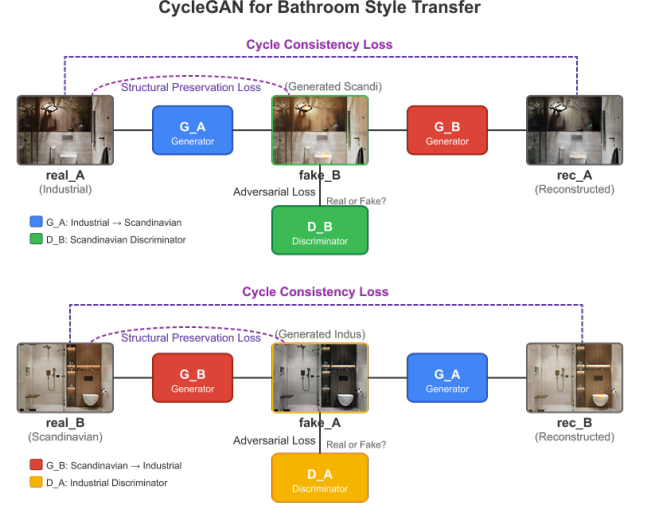 CycleGAN for Bathroom Style Transfer
Cycle Consistency Loss
Structural Preservation Loss
(Generated Scandi)
G_A
Generator
G_B
Generator
real_A
(Industrial)
fake_B
rec_A
(Reconstructed)
Adversarial Loss
Real or Fake?
D_B
Discriminator
G_A: Industrial → Scandinavian
D_B: Scandinavian Discriminator
Cycle Consistency Loss
Structural Preservation Loss
(Generated Indus)
G_B
Generator
G_A
Generator
real_B
(Scandinavian)
fake_A
rec_B
(Reconstructed)
Adversarial Loss
Real or Fake?
D_A
Discriminator
G_B: Scandinavian → Industrial
D_A: Industrial Discriminator